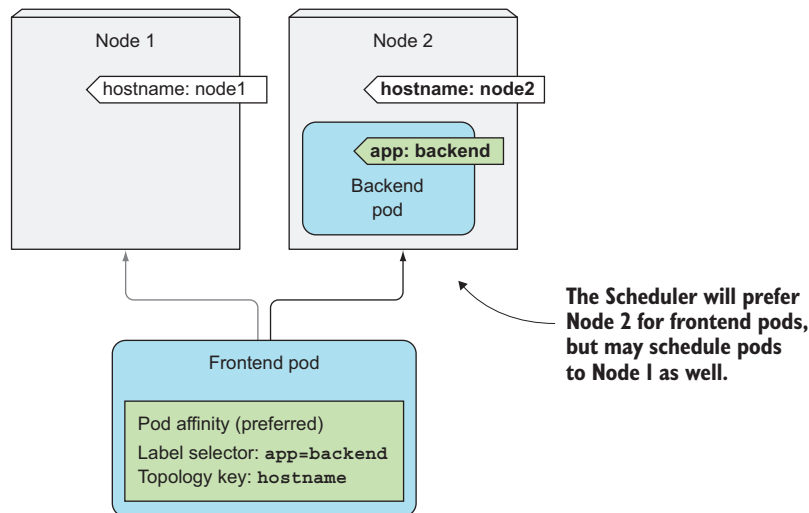 Node 1
Node 2
hostname: node1
hostname: node2
app: backend
Backend
pod
The Scheduler will prefer
Node 2 for frontend pods,
but may schedule pods
to Node 1 as well.
Frontend pod
Pod affinity (preferred)
Label selector: app=backend
Topology key: hostname